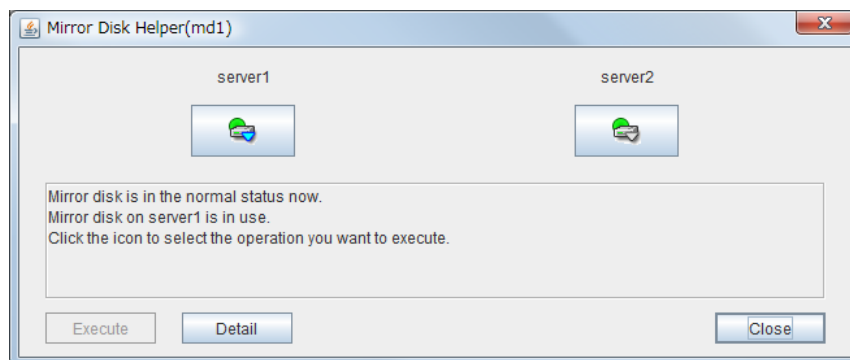 Mirror Disk Helper(md1)
server1
server2
Mirror disk is in the normal status now.
Mirror disk on server1 is in use.
Click the icon to select the operation you want to execute.
Execute
Detail
Close